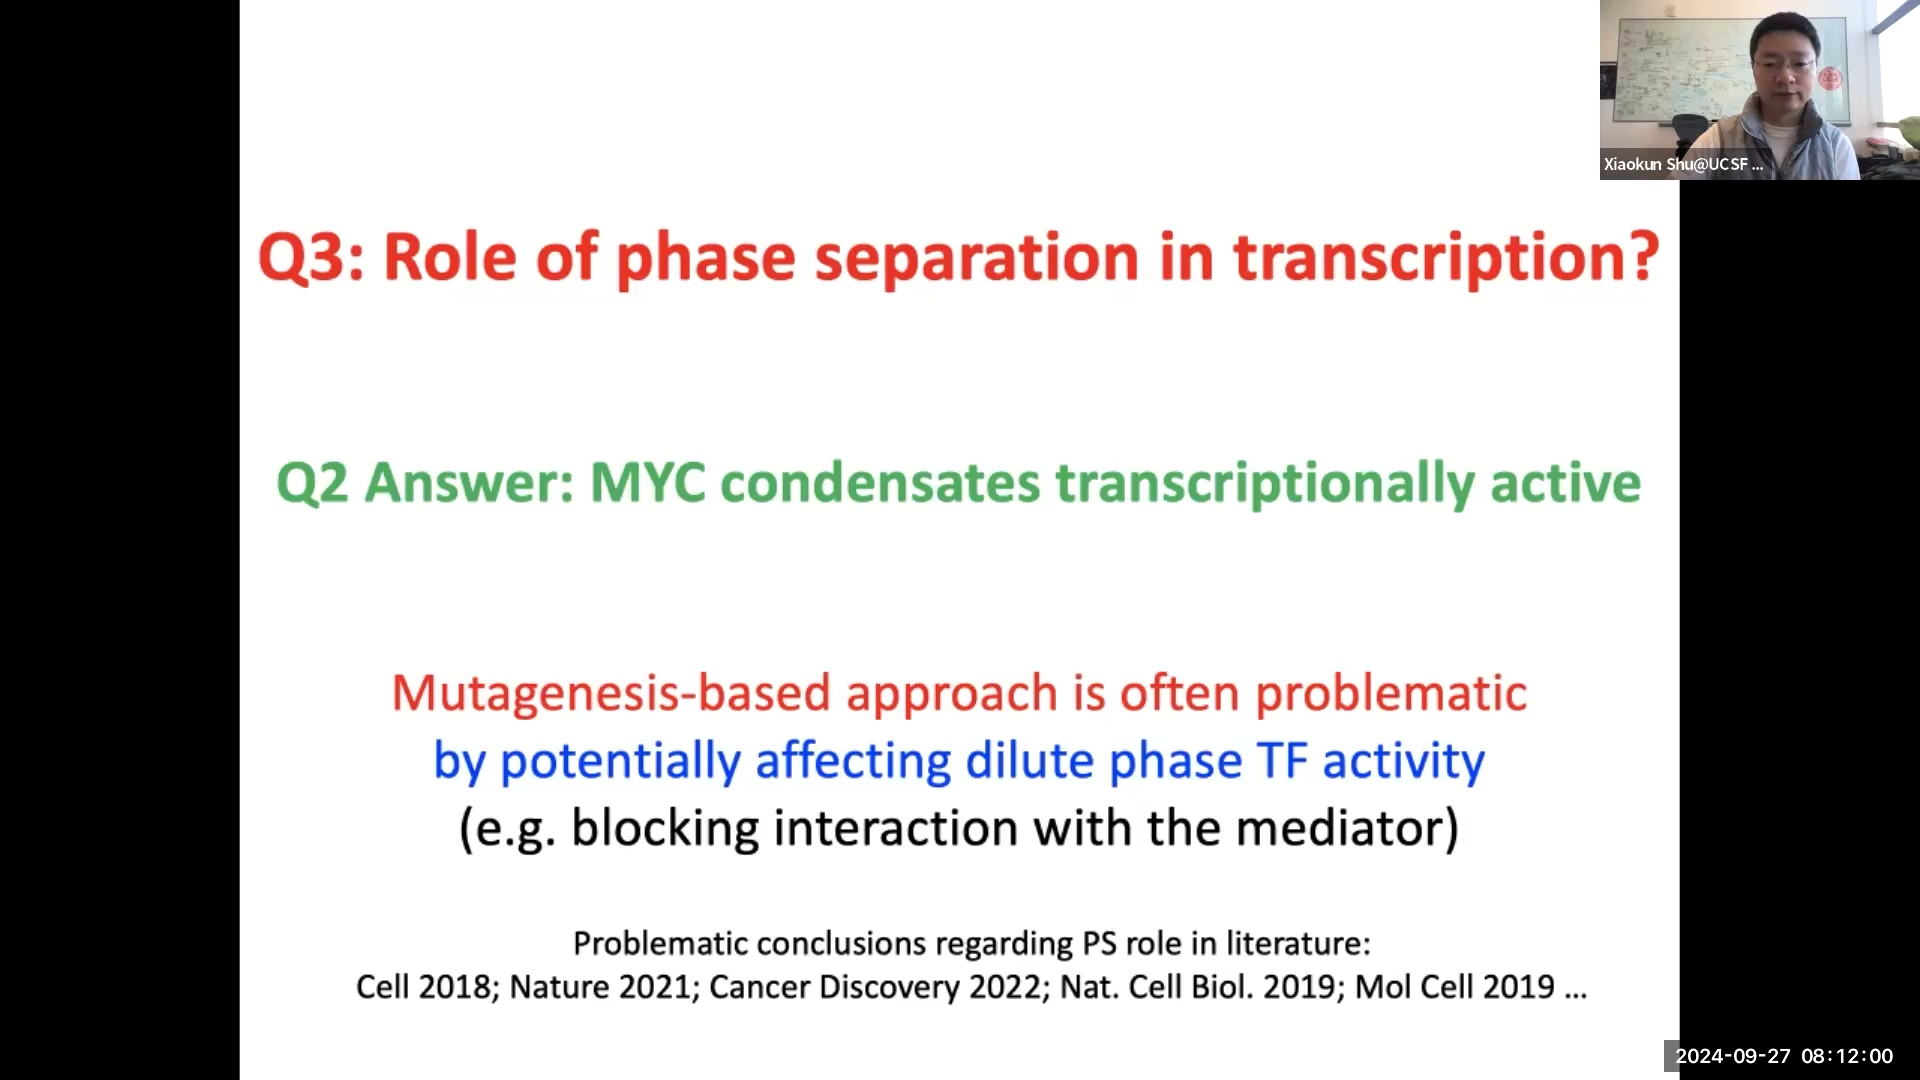 Xiaokun Shu@UCSF ...
Q3: Role of phase separation in transcription?
Q2 Answer: MYC condensates transcriptionally active
Mutagenesis-based approach is often problematic
by potentially affecting dilute phase TF activity
(e.g. blocking interaction with the mediator)
Problematic conclusions regarding PS role in literature:
Cell 2018; Nature 2021; Cancer Discovery 2022; Nat. Cell Biol. 2019; Mol Cell 2019 ...
2024-09-27 08:12:00